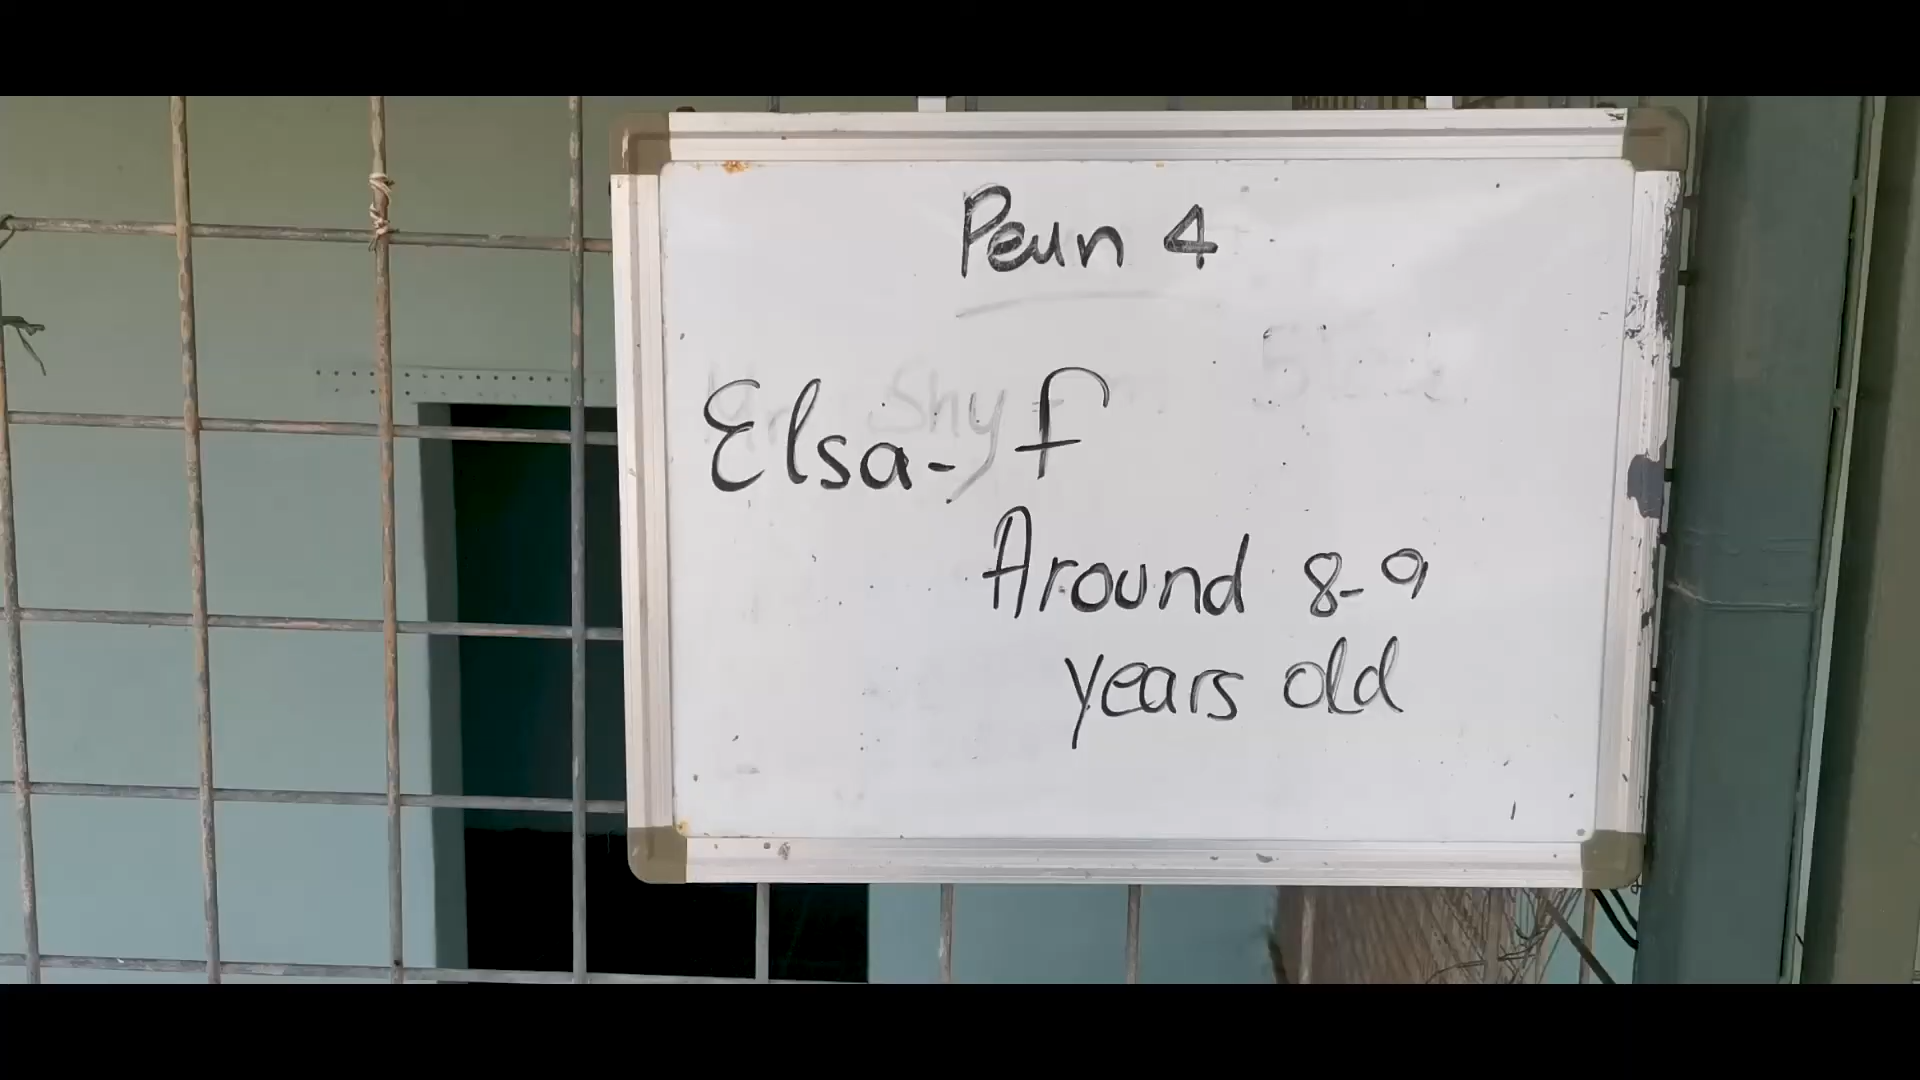 Peun 4
Elsa - f
Around 8-9
years old